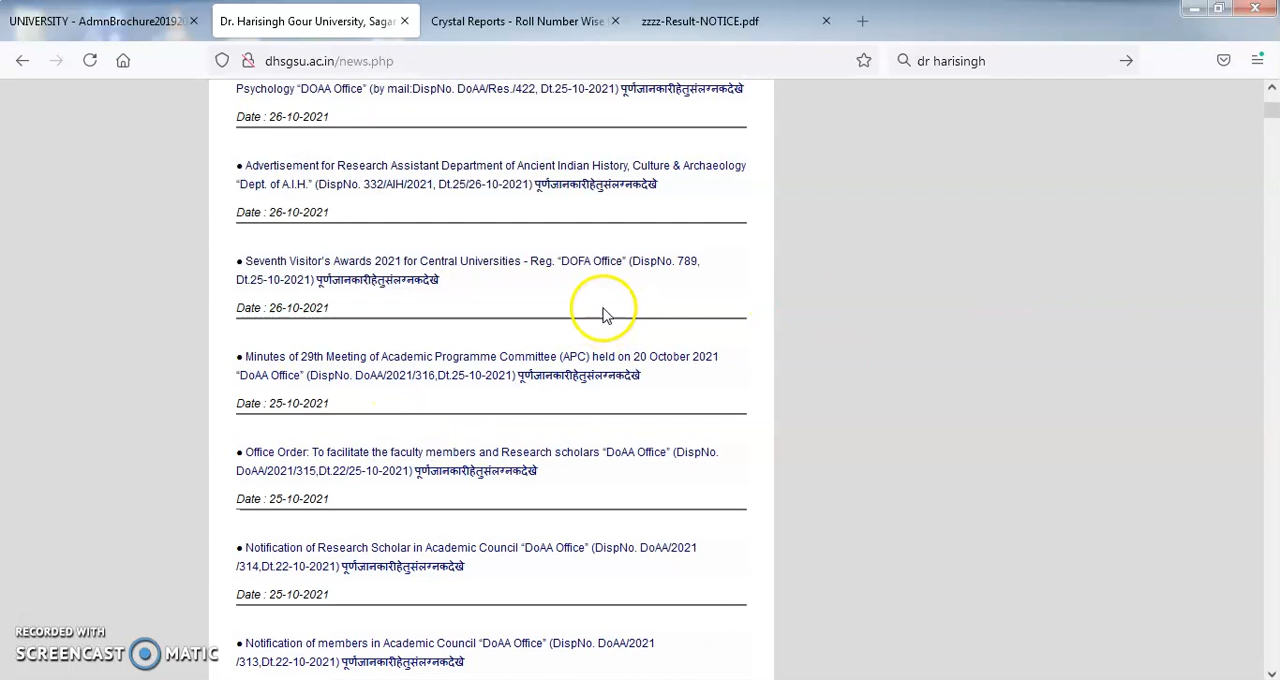 UNIVERSITY - AdmnBrochure20192
Dr. Harisingh Gour University, Sagar
Crystal Reports - Roll Number Wise
zzzz-Result-NOTICE.pdf
dhsgsu.ac.in/news.php
dr harisingh
Psychology “DOAA Office” (by mail:DispNo. DoAA/Res./422, Dt.25-10-2021) पूर्णजानकारीहेतुसंलग्नकदेखे
Date : 26-10-2021
● Advertisement for Research Assistant Department of Ancient Indian History, Culture & Archaeology
“Dept. of A.I.H.” (DispNo. 332/AIH/2021, Dt.25/26-10-2021) पूर्णजानकारीहेतुसंलग्नकदेखे
Date : 26-10-2021
● Seventh Visitor’s Awards 2021 for Central Universities - Reg. “DOFA Office” (DispNo. 789,
Dt.25-10-2021) पूर्णजानकारीहेतुसंलग्नकदेखे
Date : 26-10-2021
● Minutes of 29th Meeting of Academic Programme Committee (APC) held on 20 October 2021
“DoAA Office” (DispNo. DoAA/2021/316,Dt.25-10-2021) पूर्णजानकारीहेतुसंलग्नकदेखे
Date : 25-10-2021
● Office Order: To facilitate the faculty members and Research scholars “DoAA Office” (DispNo.
DoAA/2021/315,Dt.22/25-10-2021) पूर्णजानकारीहेतुसंलग्नकदेखे
Date : 25-10-2021
● Notification of Research Scholar in Academic Council “DoAA Office” (DispNo. DoAA/2021
/314,Dt.22-10-2021) पूर्णजानकारीहेतुसंलग्नकदेखे
Date : 25-10-2021
● Notification of members in Academic Council “DoAA Office” (DispNo. DoAA/2021
/313,Dt.22-10-2021) पूर्णजानकारीहेतुसंलग्नकदेखे
RECORDED WITH
SCREENCAST MATIC